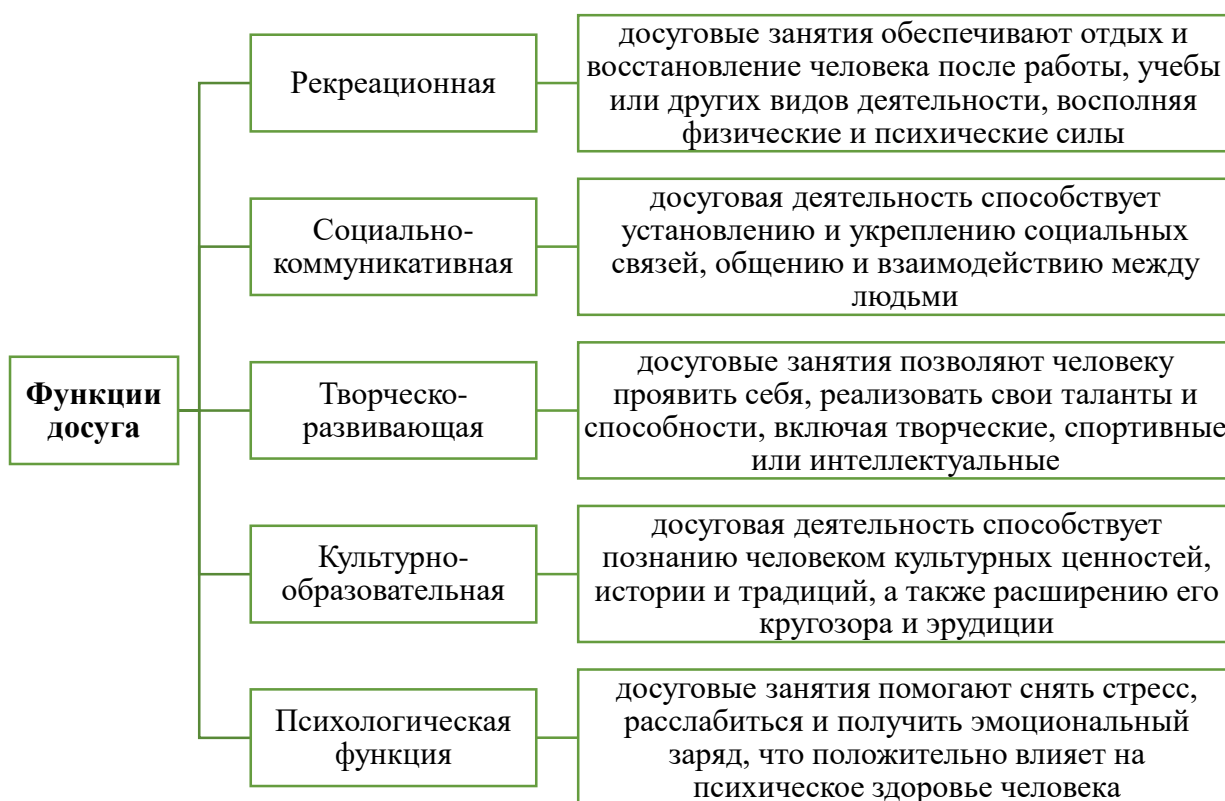 Функции
досуга
Рекреационная
досуговые занятия обеспечивают отдых и
восстановление человека после работы, учебы
или других видов деятельности, восполняя
физические и психические силы
Социально-
коммуникативная
досуговая деятельность способствует
установлению и укреплению социальных
связей, общению и взаимодействию между
людьми
Творческо-
развивающая
досуговые занятия позволяют человеку
проявить себя, реализовать свои таланты и
способности, включая творческие, спортивные
или интеллектуальные
Культурно-
образовательная
досуговая деятельность способствует
познанию человеком культурных ценностей,
истории и традиций, а также расширению его
кругозора и эрудиции
Психологическая
функция
досуговые занятия помогают снять стресс,
расслабиться и получить эмоциональный
заряд, что положительно влияет на
психическое здоровье человека